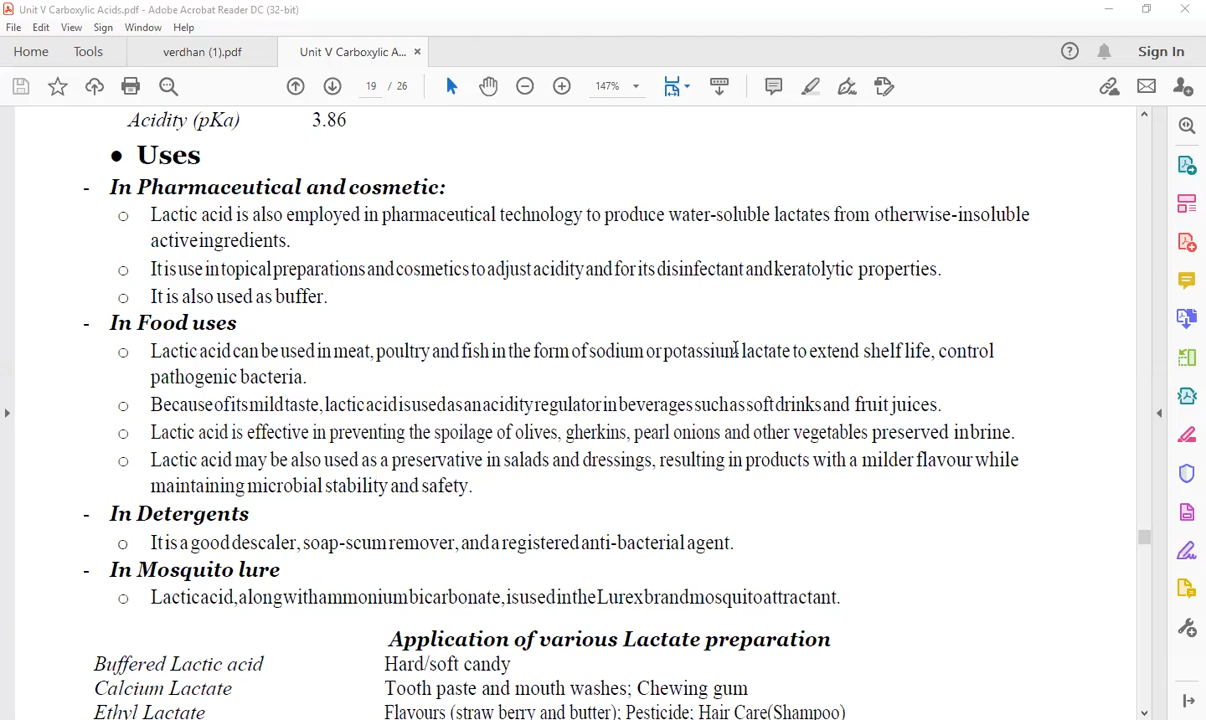 Unit V Carboxylic Acids.pdf - Adobe Acrobat Reader DC (32-bit)
File Edit View Sign Window Help
Home Tools verdhan (1).pdf Unit V Carboxylic A... × Sign In
19 / 26 147%
Acidity (pKa) 3.86
• Uses
- In Pharmaceutical and cosmetic:
○ Lactic acid is also employed in pharmaceutical technology to produce water-soluble lactates from otherwise-insoluble
active ingredients.
○ It is use in topical preparations and cosmetics to adjust acidity and for its disinfectant and keratolytic properties.
○ It is also used as buffer.
- In Food uses
○ Lactic acid can be used in meat, poultry and fish in the form of sodium or potassium lactate to extend shelf life, control
pathogenic bacteria.
○ Because of its mild taste, lactic acid is used as an acidity regulator in beverages such as soft drinks and fruit juices.
○ Lactic acid is effective in preventing the spoilage of olives, gherkins, pearl onions and other vegetables preserved in brine.
○ Lactic acid may be also used as a preservative in salads and dressings, resulting in products with a milder flavour while
maintaining microbial stability and safety.
- In Detergents
○ It is a good descaler, soap-scum remover, and a registered anti-bacterial agent.
- In Mosquito lure
○ Lactic acid, along with ammonium bicarbonate, is used in the Lurex brand mosquito attractant.
Application of various Lactate preparation
Buffered Lactic acid Hard/soft candy
Calcium Lactate Tooth paste and mouth washes; Chewing gum
Ethyl Lactate Flavours (straw berry and butter); Pesticide; Hair Care(Shampoo)